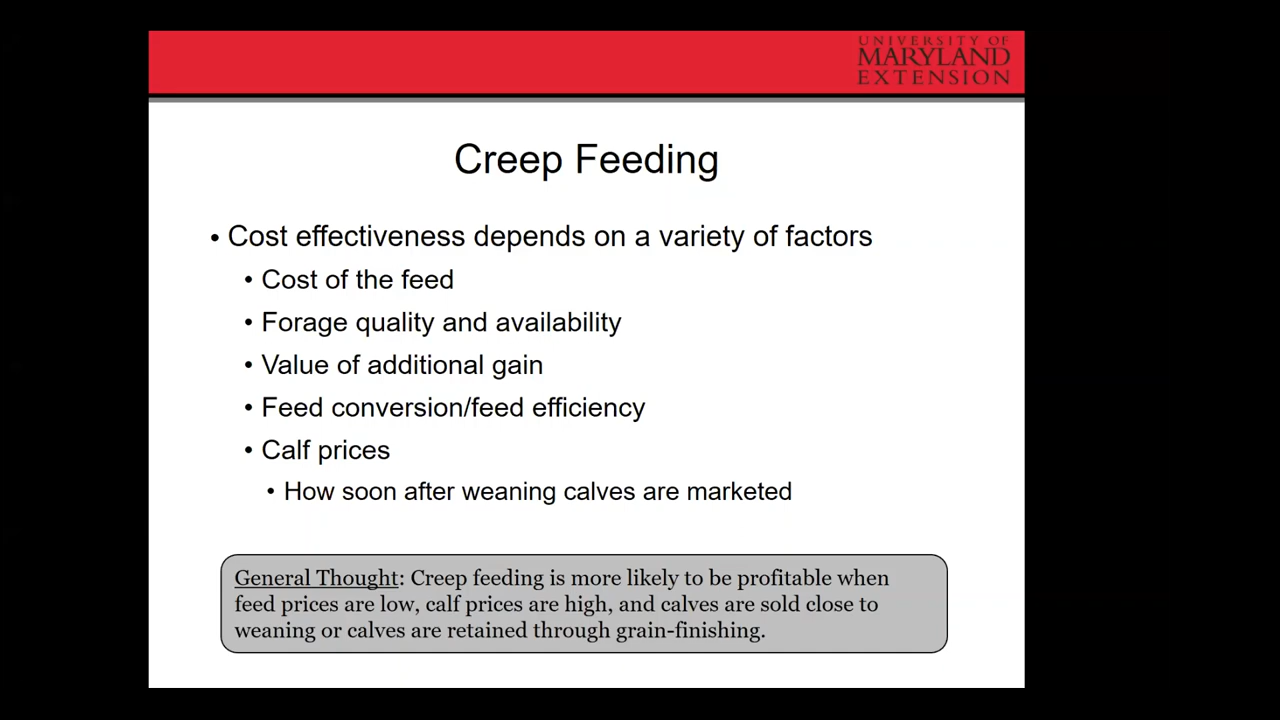 UNIVERSITY OF
MARYLAND
EXTENSION
Creep Feeding
• Cost effectiveness depends on a variety of factors
• Cost of the feed
• Forage quality and availability
• Value of additional gain
• Feed conversion/feed efficiency
• Calf prices
• How soon after weaning calves are marketed
General Thought: Creep feeding is more likely to be profitable when
feed prices are low, calf prices are high, and calves are sold close to
weaning or calves are retained through grain-finishing.